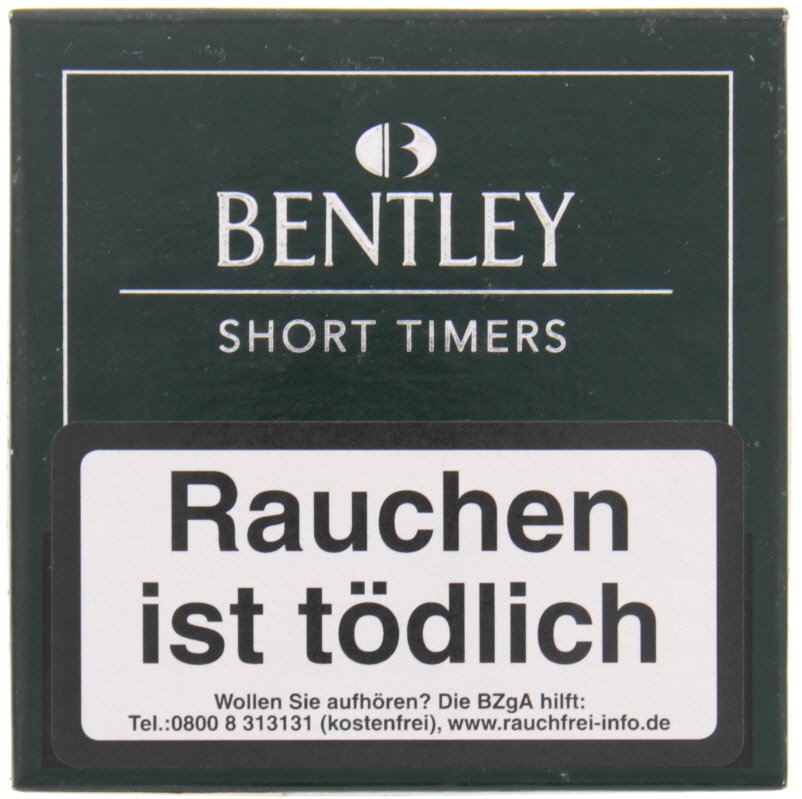 B
BENTLEY
SHORT TIMERS
Rauchen
ist tödlich
Wollen Sie aufhören? Die BZgA hilft:
Tel.:0800 8 313131 (kostenfrei), www.rauchfrei-info.de